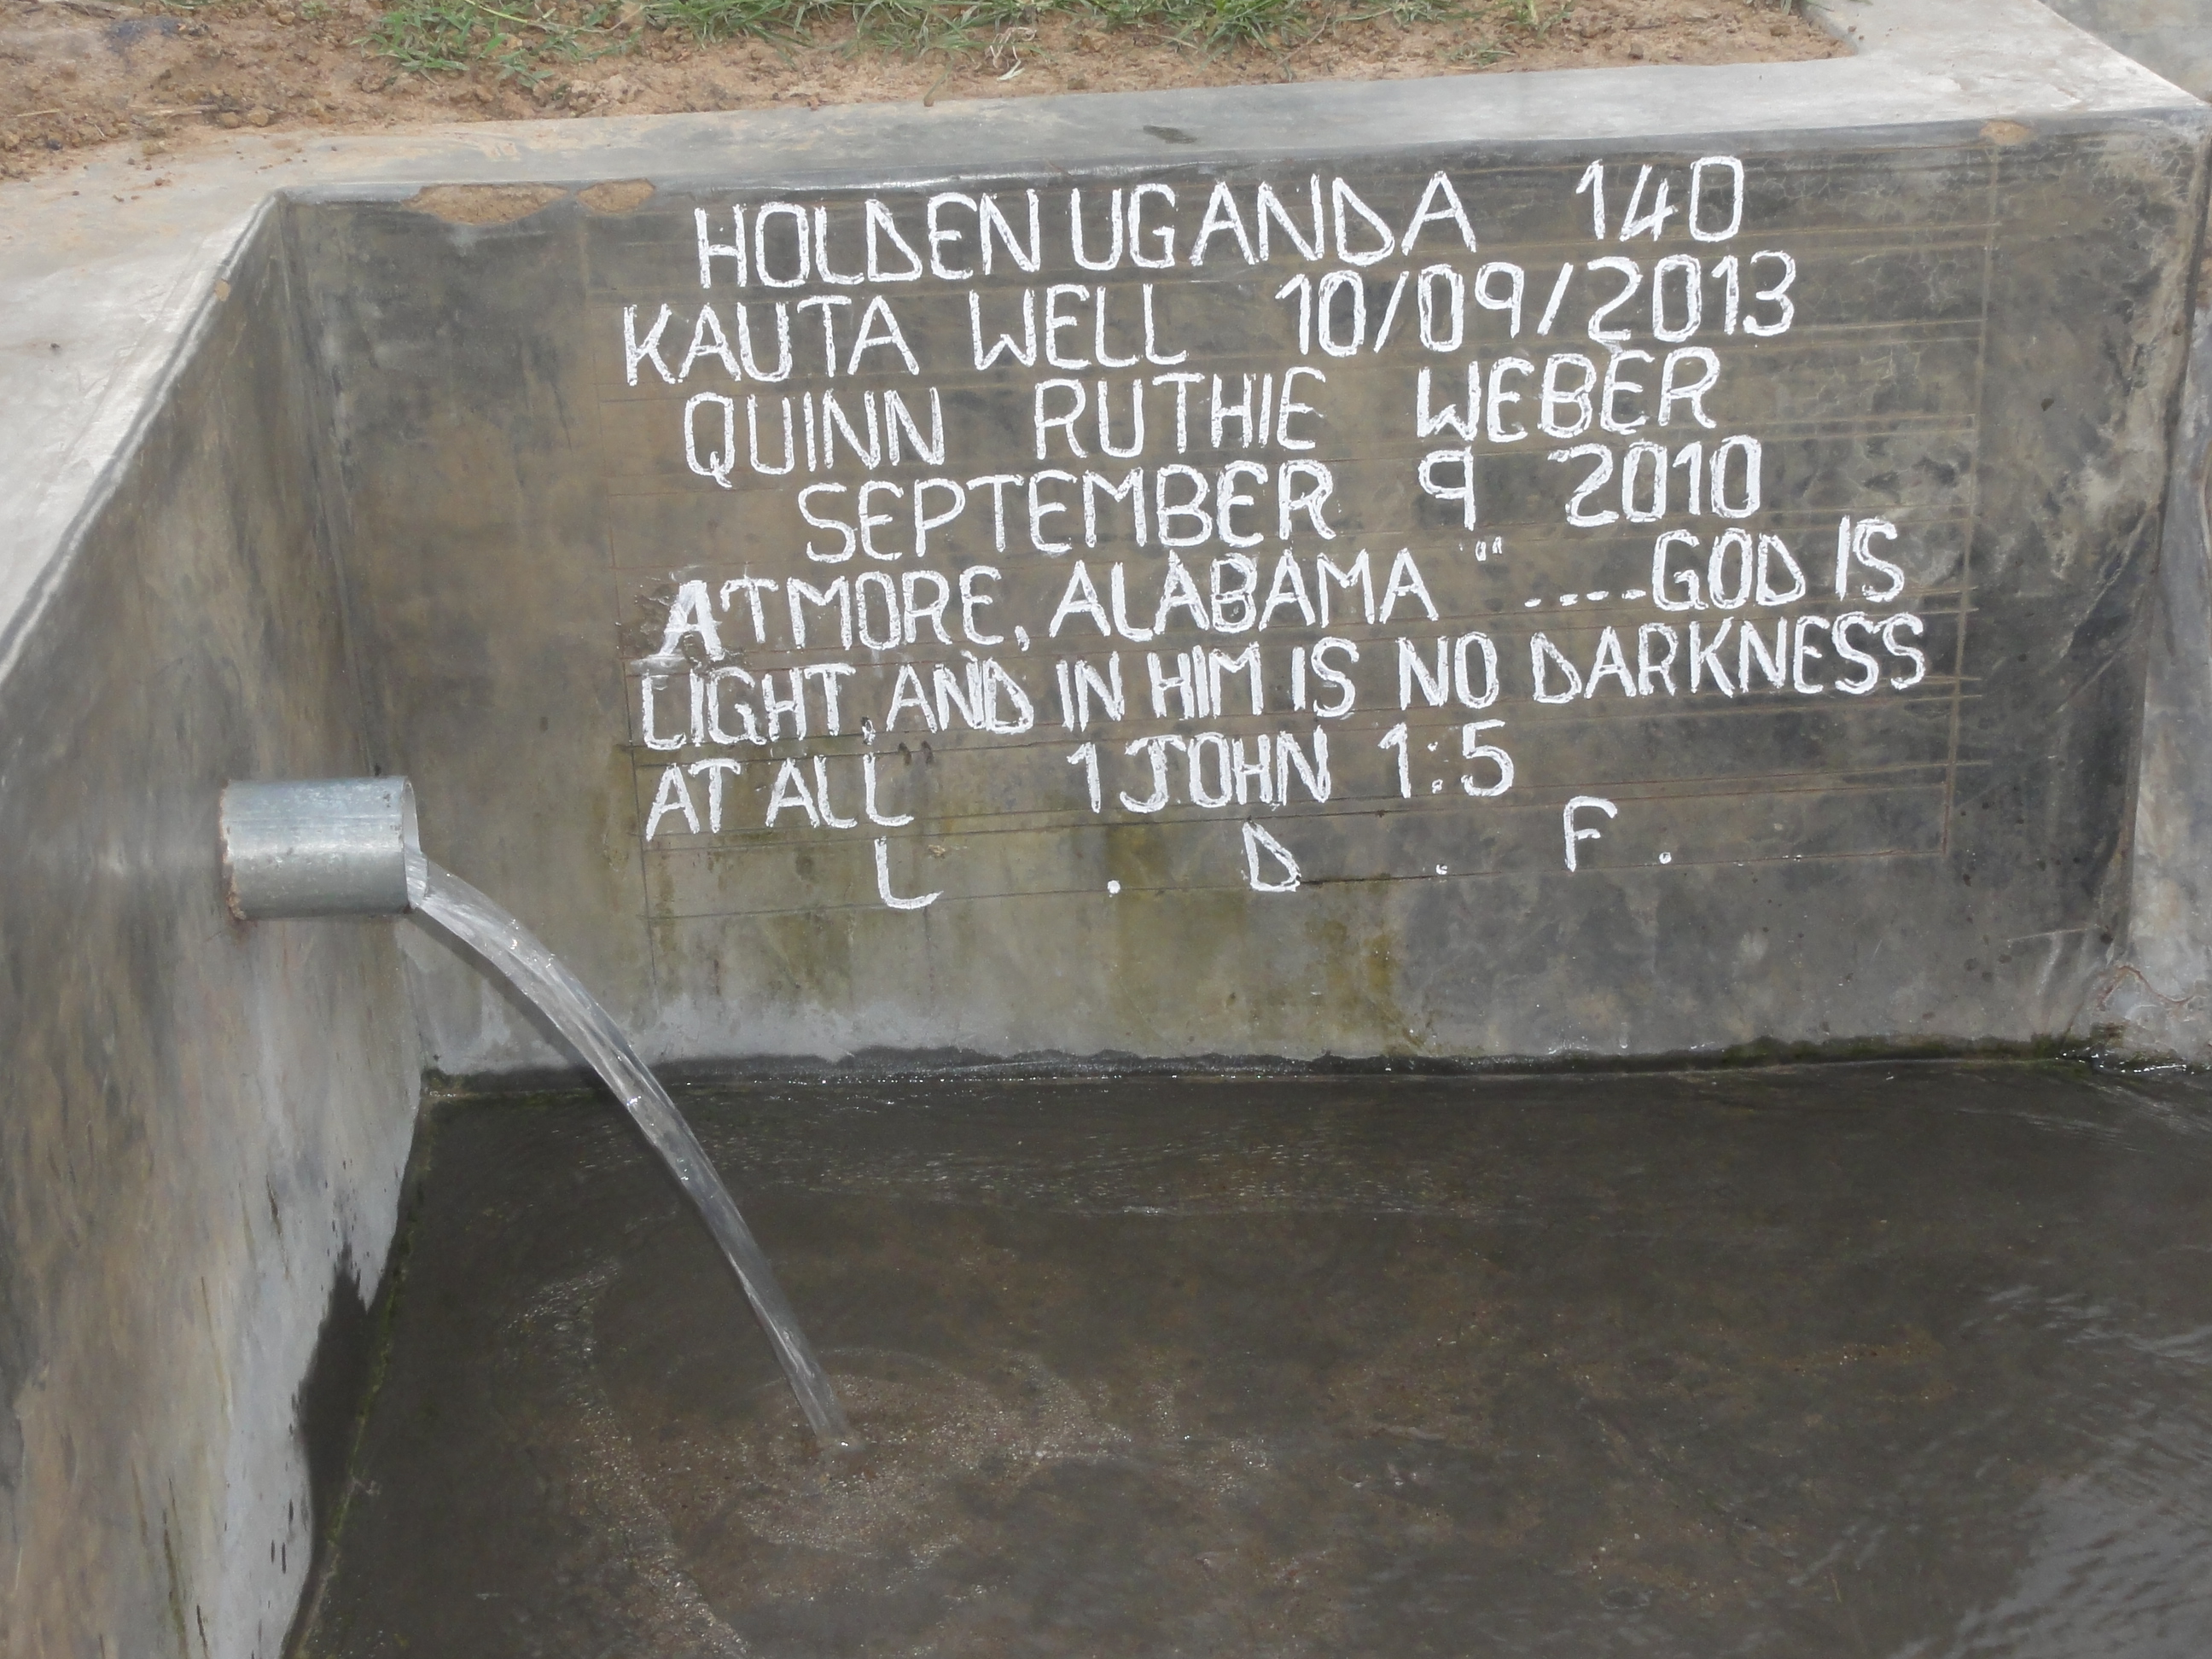 HOLDEN UGANDA 140
KAUTA WELL 10/09/2013
QUINN RUTHIE WEBER
SEPTEMBER 9 2010
ATMORE, ALABAMA "....GOD IS
LIGHT, AND IN HIM IS NO DARKNESS
AT ALL" 1 JOHN 1:5
L . D . F .